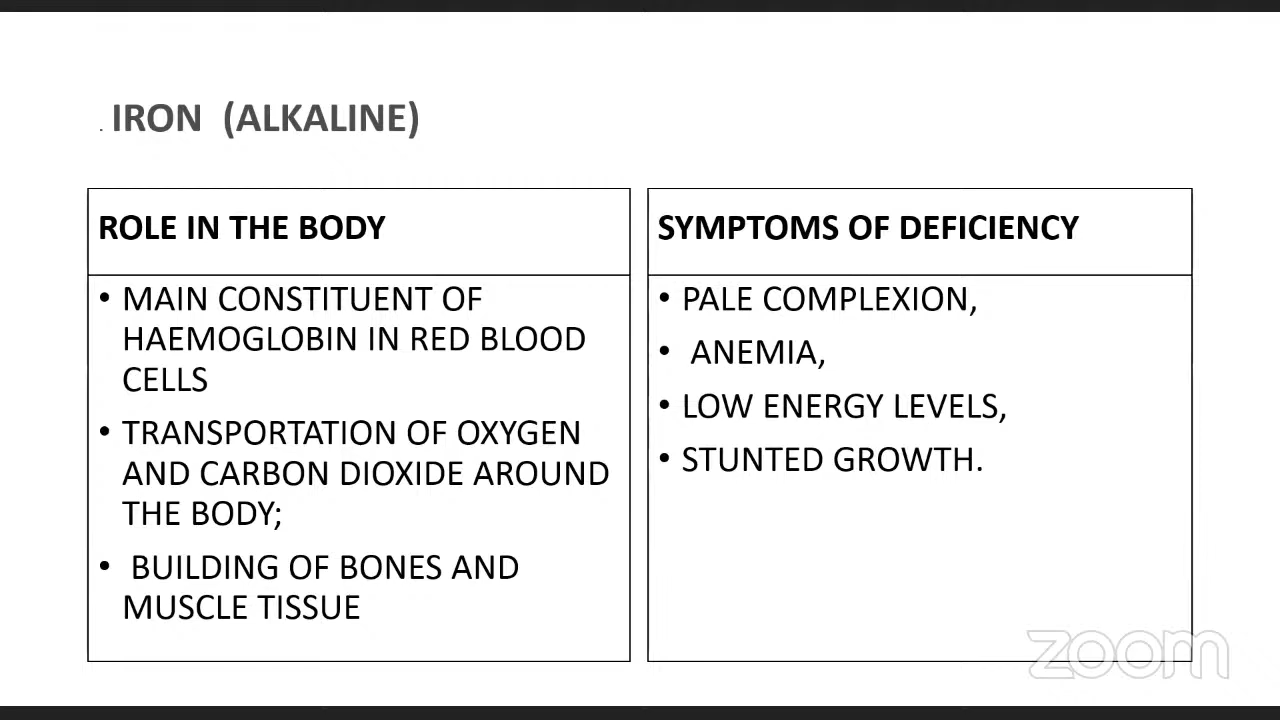 . IRON (ALKALINE)
ROLE IN THE BODY
• MAIN CONSTITUENT OF
HAEMOGLOBIN IN RED BLOOD
CELLS
• TRANSPORTATION OF OXYGEN
AND CARBON DIOXIDE AROUND
THE BODY;
• BUILDING OF BONES AND
MUSCLE TISSUE
SYMPTOMS OF DEFICIENCY
• PALE COMPLEXION,
• ANEMIA,
• LOW ENERGY LEVELS,
• STUNTED GROWTH.
zoom